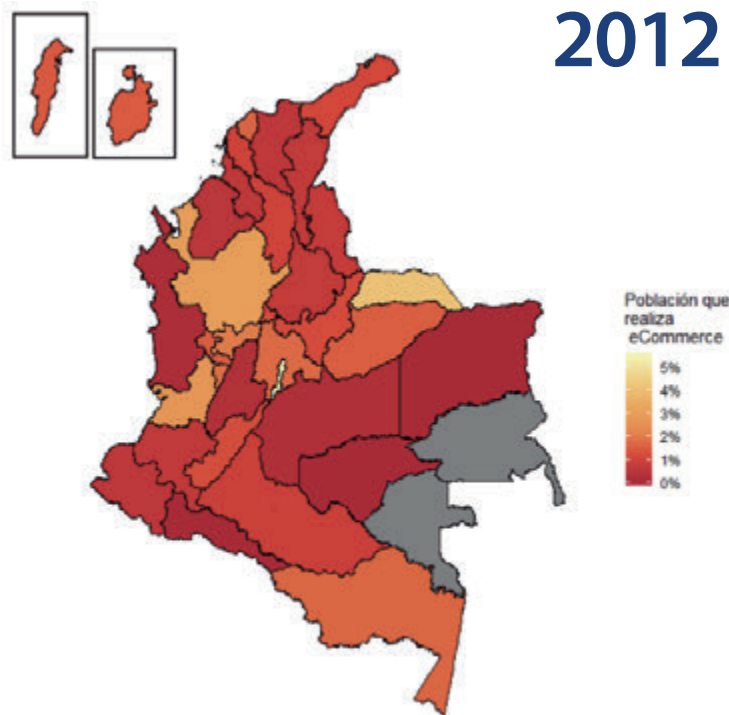 2012
Población que
realiza
eCommerce
5%
4%
3%
2%
1%
0%